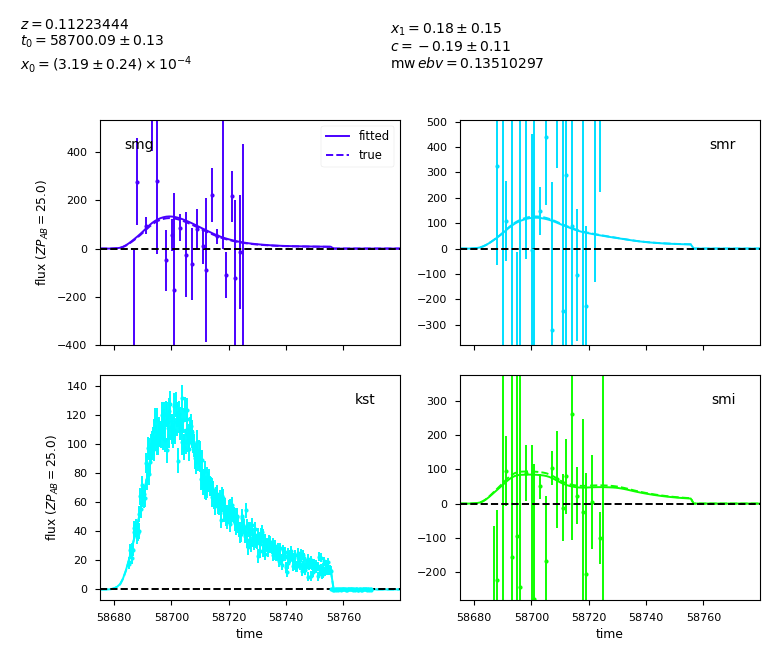 z = 0.11223444
t₀ = 58700.09 ± 0.13
x₀ = (3.19 ± 0.24) × 10⁻⁴
x₁ = 0.18 ± 0.15
c = −0.19 ± 0.11
mw ebv = 0.13510297
smg
fitted
true
400
200
0
−200
−400
flux (ZP_AB = 25.0)
smr
500
400
300
200
100
0
−100
−200
−300
kst
140
120
100
80
60
40
20
0
flux (ZP_AB = 25.0)
58680 58700 58720 58740 58760
time
smi
300
200
100
0
−100
−200
58680 58700 58720 58740 58760
time